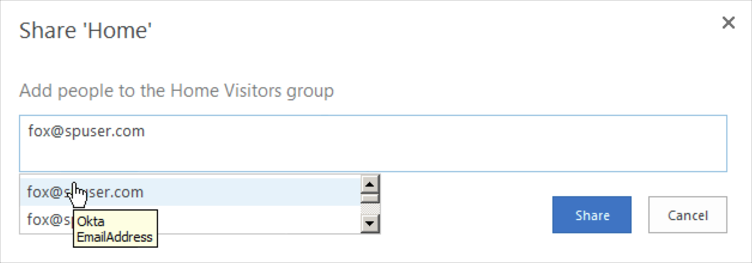 Share 'Home'
Add people to the Home Visitors group
fox@spuser.com
fox@spuser.com
fox@sp
Okta
EmailAddress
Share
Cancel